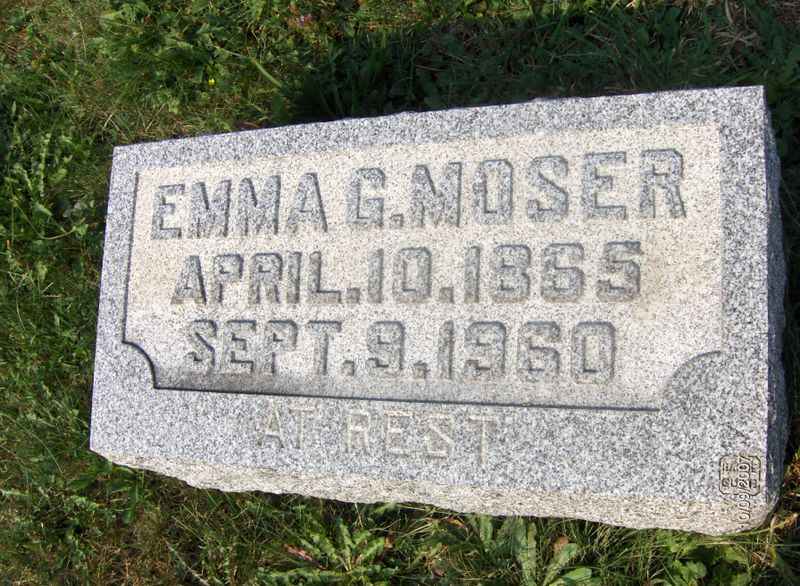 EMMA G. MOSER
APRIL. 10. 1865
SEPT. 9. 1960
AT REST